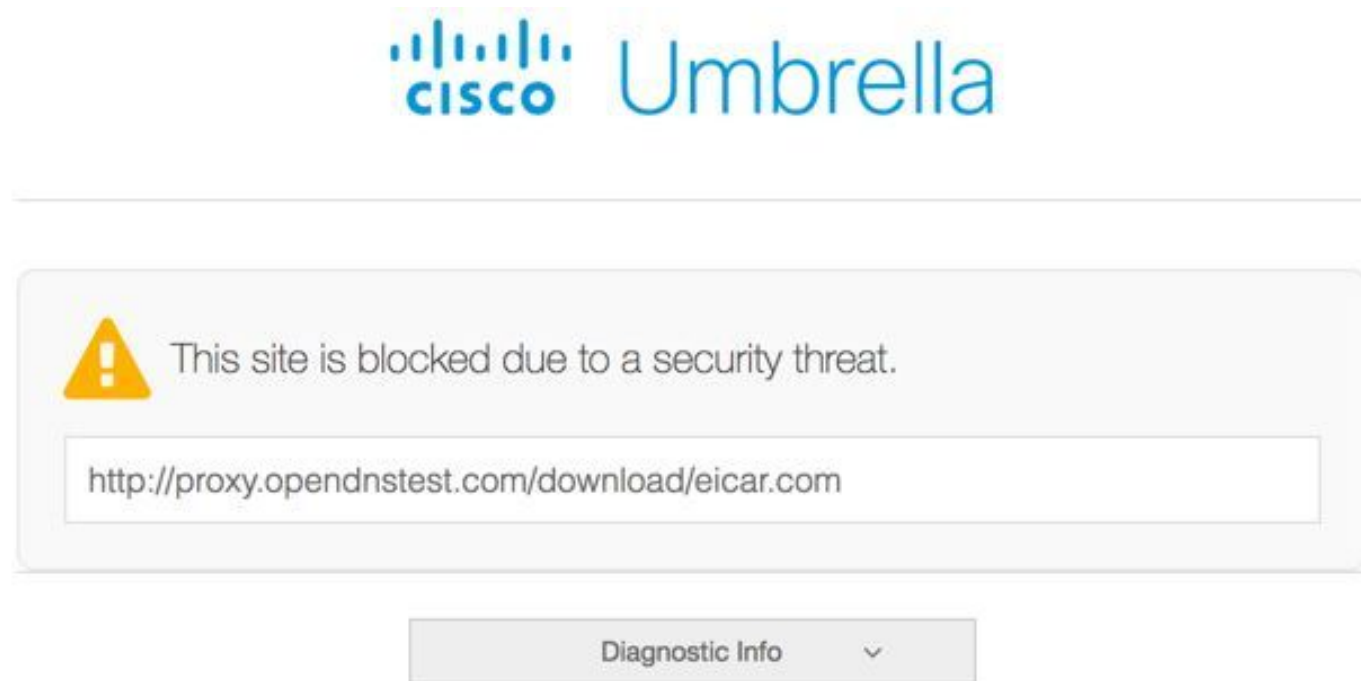 cisco Umbrella
This site is blocked due to a security threat.
http://proxy.opendnstest.com/download/eicar.com
Diagnostic Info